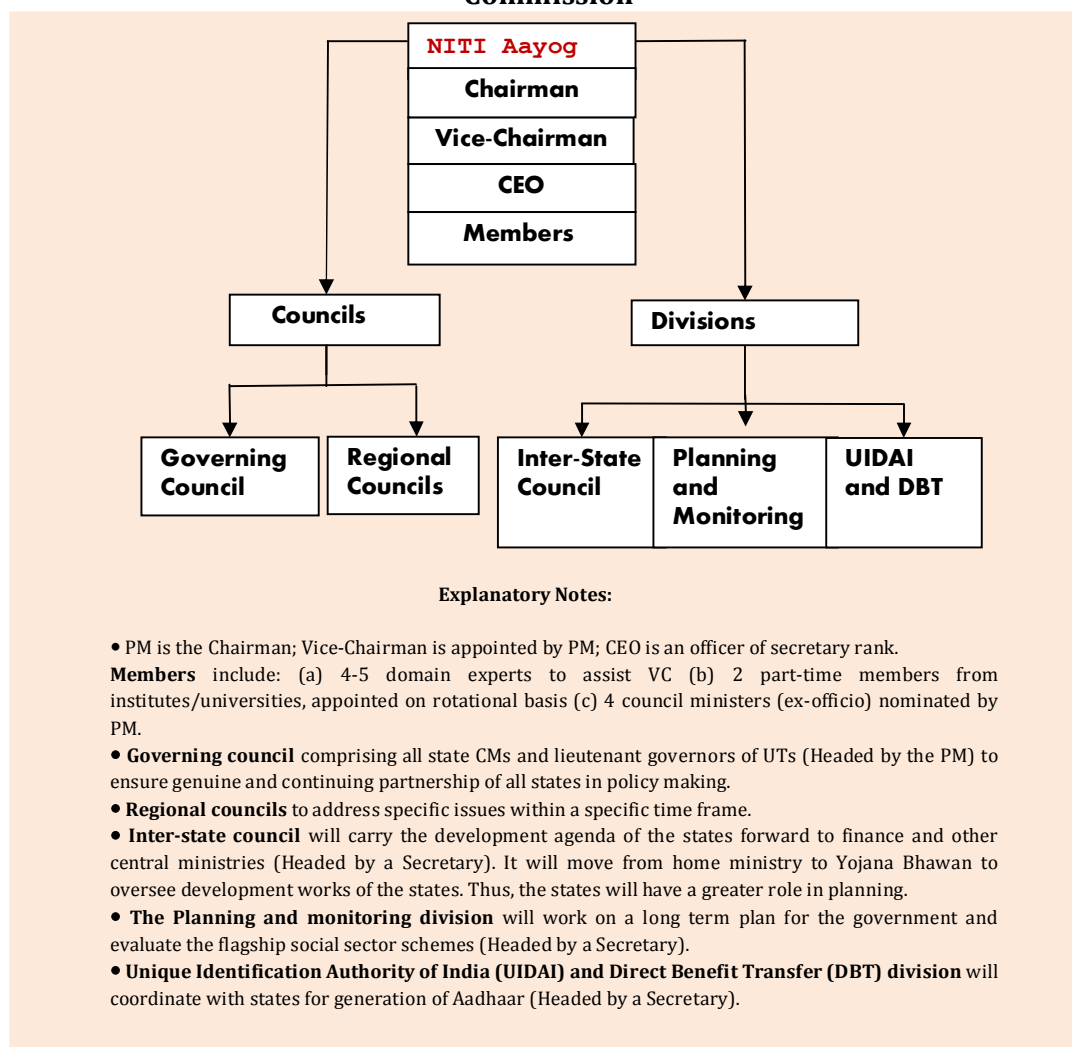 Commission
NITI Aayog
Chairman
Vice-Chairman
CEO
Members
Councils
Divisions
Governing
Council
Regional
Councils
Inter-State
Council
Planning
and
Monitoring
UIDAI
and DBT
Explanatory Notes:
• PM is the Chairman; Vice-Chairman is appointed by PM; CEO is an officer of secretary rank.
Members include: (a) 4-5 domain experts to assist VC (b) 2 part-time members from
institutes/universities, appointed on rotational basis (c) 4 council ministers (ex-officio) nominated by
PM.
• Governing council comprising all state CMs and lieutenant governors of UTs (Headed by the PM) to
ensure genuine and continuing partnership of all states in policy making.
• Regional councils to address specific issues within a specific time frame.
• Inter-state council will carry the development agenda of the states forward to finance and other
central ministries (Headed by a Secretary). It will move from home ministry to Yojana Bhawan to
oversee development works of the states. Thus, the states will have a greater role in planning.
• The Planning and monitoring division will work on a long term plan for the government and
evaluate the flagship social sector schemes (Headed by a Secretary).
• Unique Identification Authority of India (UIDAI) and Direct Benefit Transfer (DBT) division will
coordinate with states for generation of Aadhaar (Headed by a Secretary).